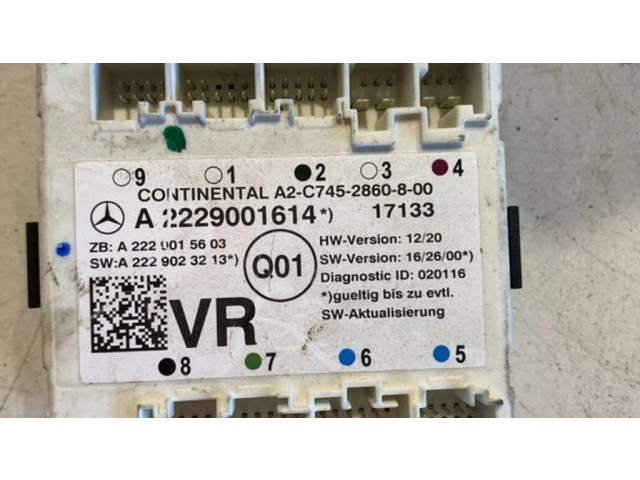 9 1 2 3 4
CONTINENTAL A2-C745-2860-8-00
A 2229001614*) 17133
ZB: A 222 901 56 03
SW:A 222 902 32 13*)
Q01
HW-Version: 12/20
SW-Version: 16/26/00*)
Diagnostic ID: 020116
*)gueltig bis zu evtl.
SW-Aktualisierung
VR
8 7 6 5